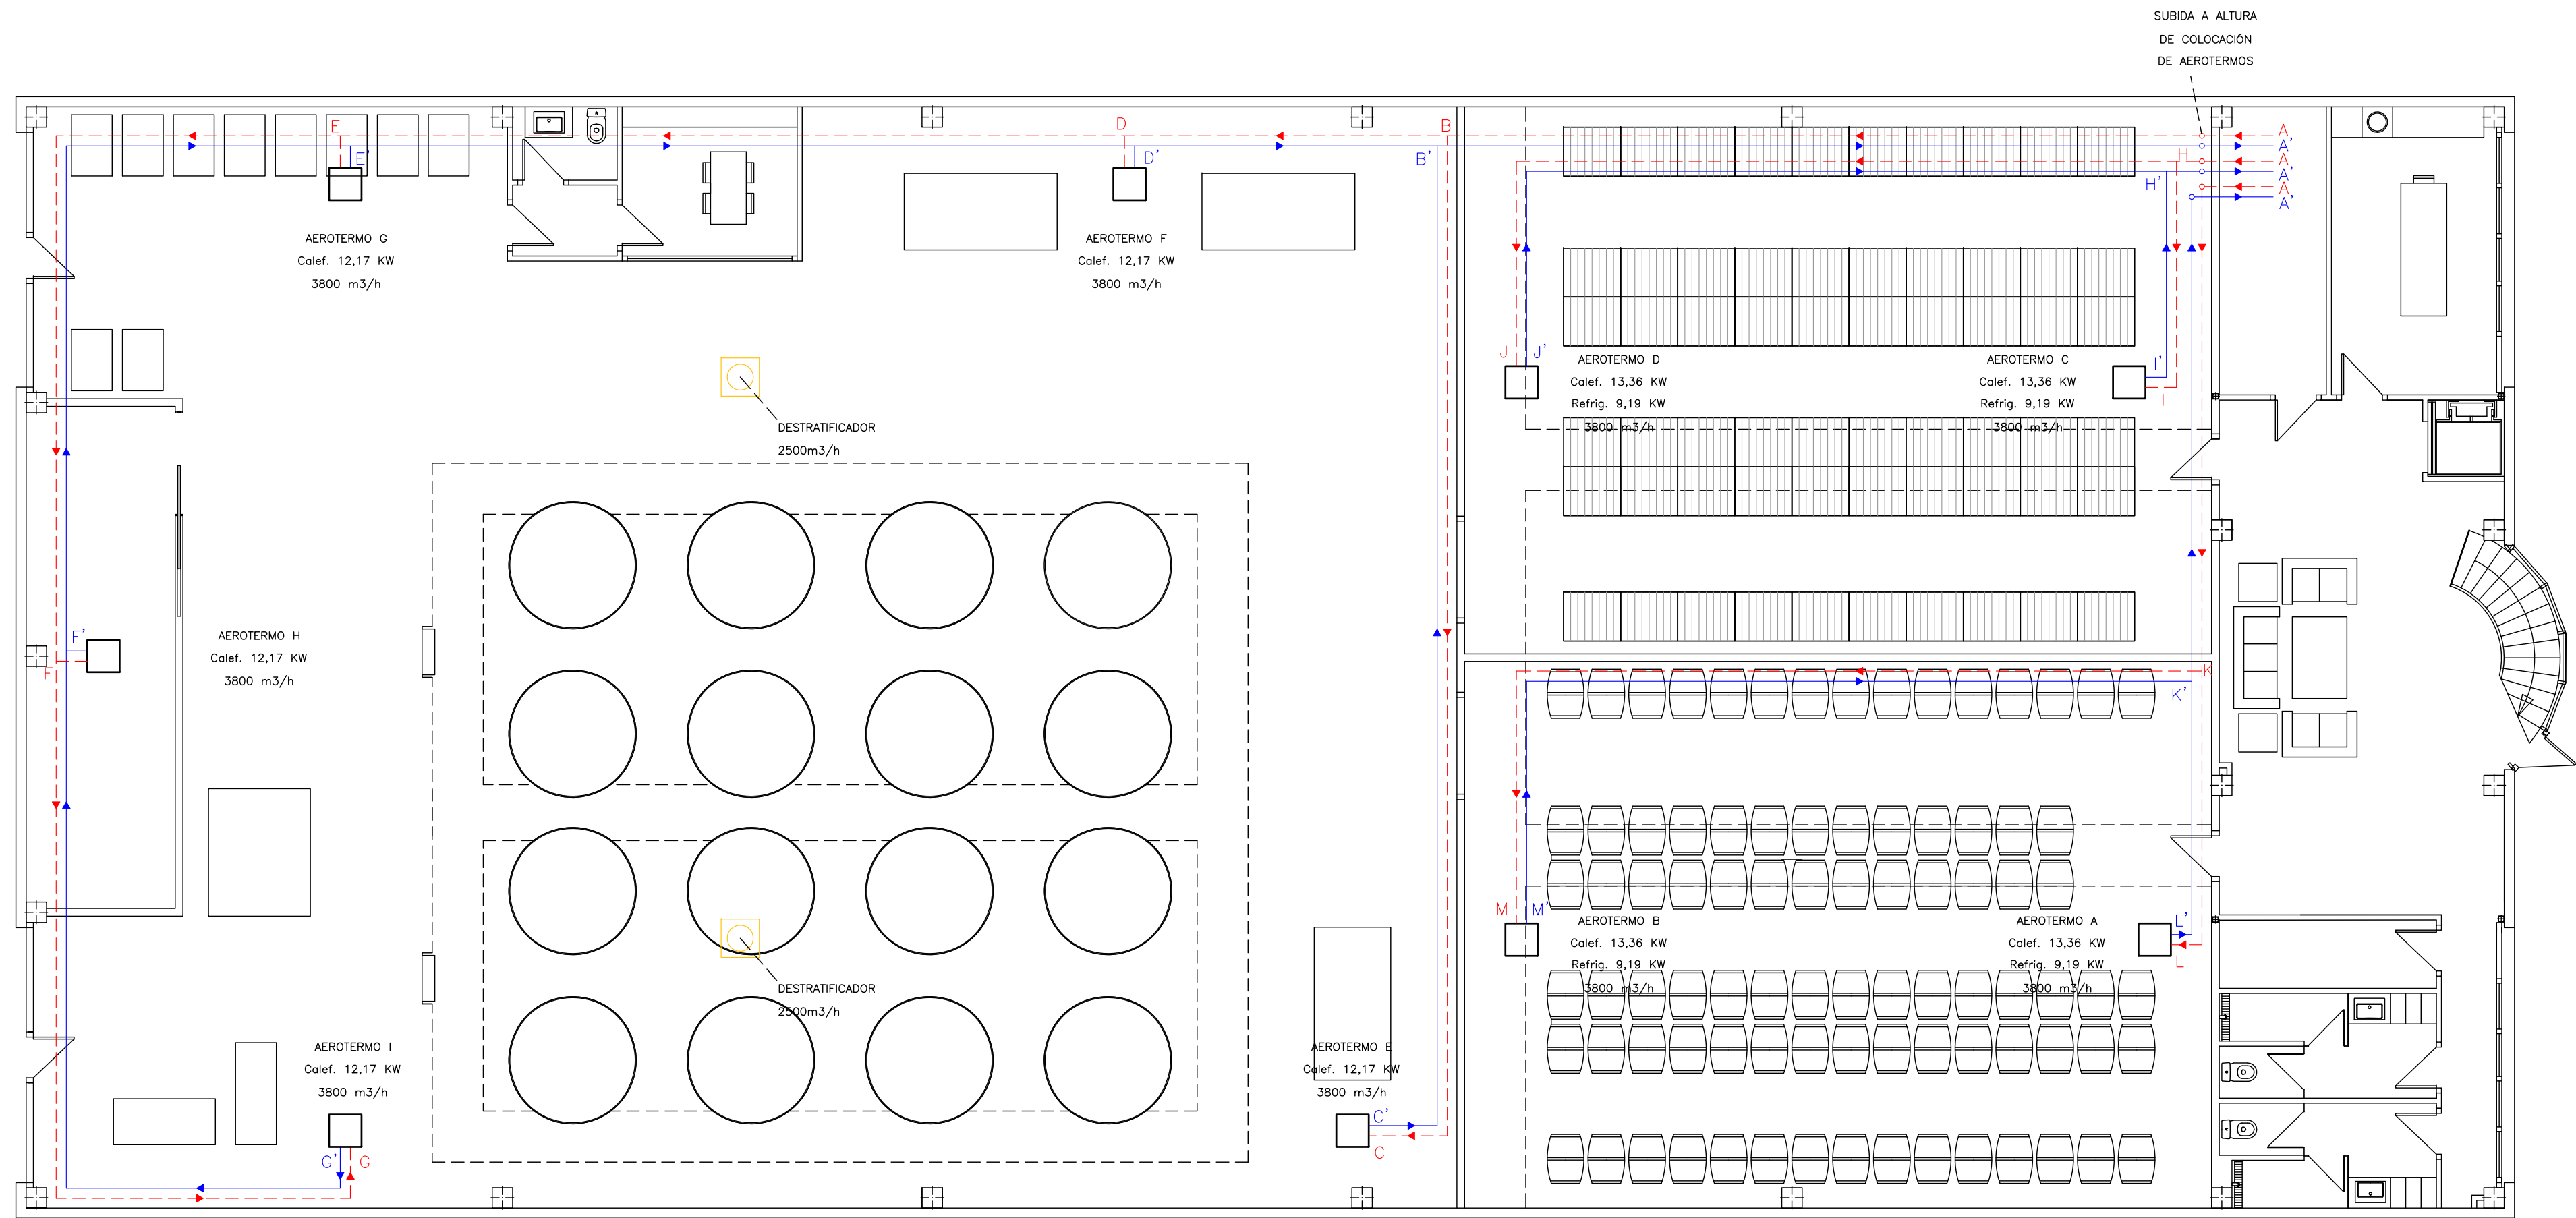 SUBIDA A ALTURA
DE COLOCACIÓN
DE AEROTERMOS
E
D
B
A
A'
E'
D'
B'
H
A
A'
H'
A
A'
AEROTERMO G
Calef. 12,17 KW
3800 m3/h
AEROTERMO F
Calef. 12,17 KW
3800 m3/h
J
J'
AEROTERMO D
Calef. 13,36 KW
Refrig. 9,19 KW
3800 m3/h
AEROTERMO C
Calef. 13,36 KW
Refrig. 9,19 KW
3800 m3/h
I'
I
DESTRATIFICADOR
2500m3/h
F'
F
AEROTERMO H
Calef. 12,17 KW
3800 m3/h
K
K'
M
M'
AEROTERMO B
Calef. 13,36 KW
Refrig. 9,19 KW
3800 m3/h
AEROTERMO A
Calef. 13,36 KW
Refrig. 9,19 KW
3800 m3/h
L'
L
DESTRATIFICADOR
2500m3/h
AEROTERMO I
Calef. 12,17 KW
3800 m3/h
AEROTERMO E
Calef. 12,17 KW
3800 m3/h
C'
C
G'
G